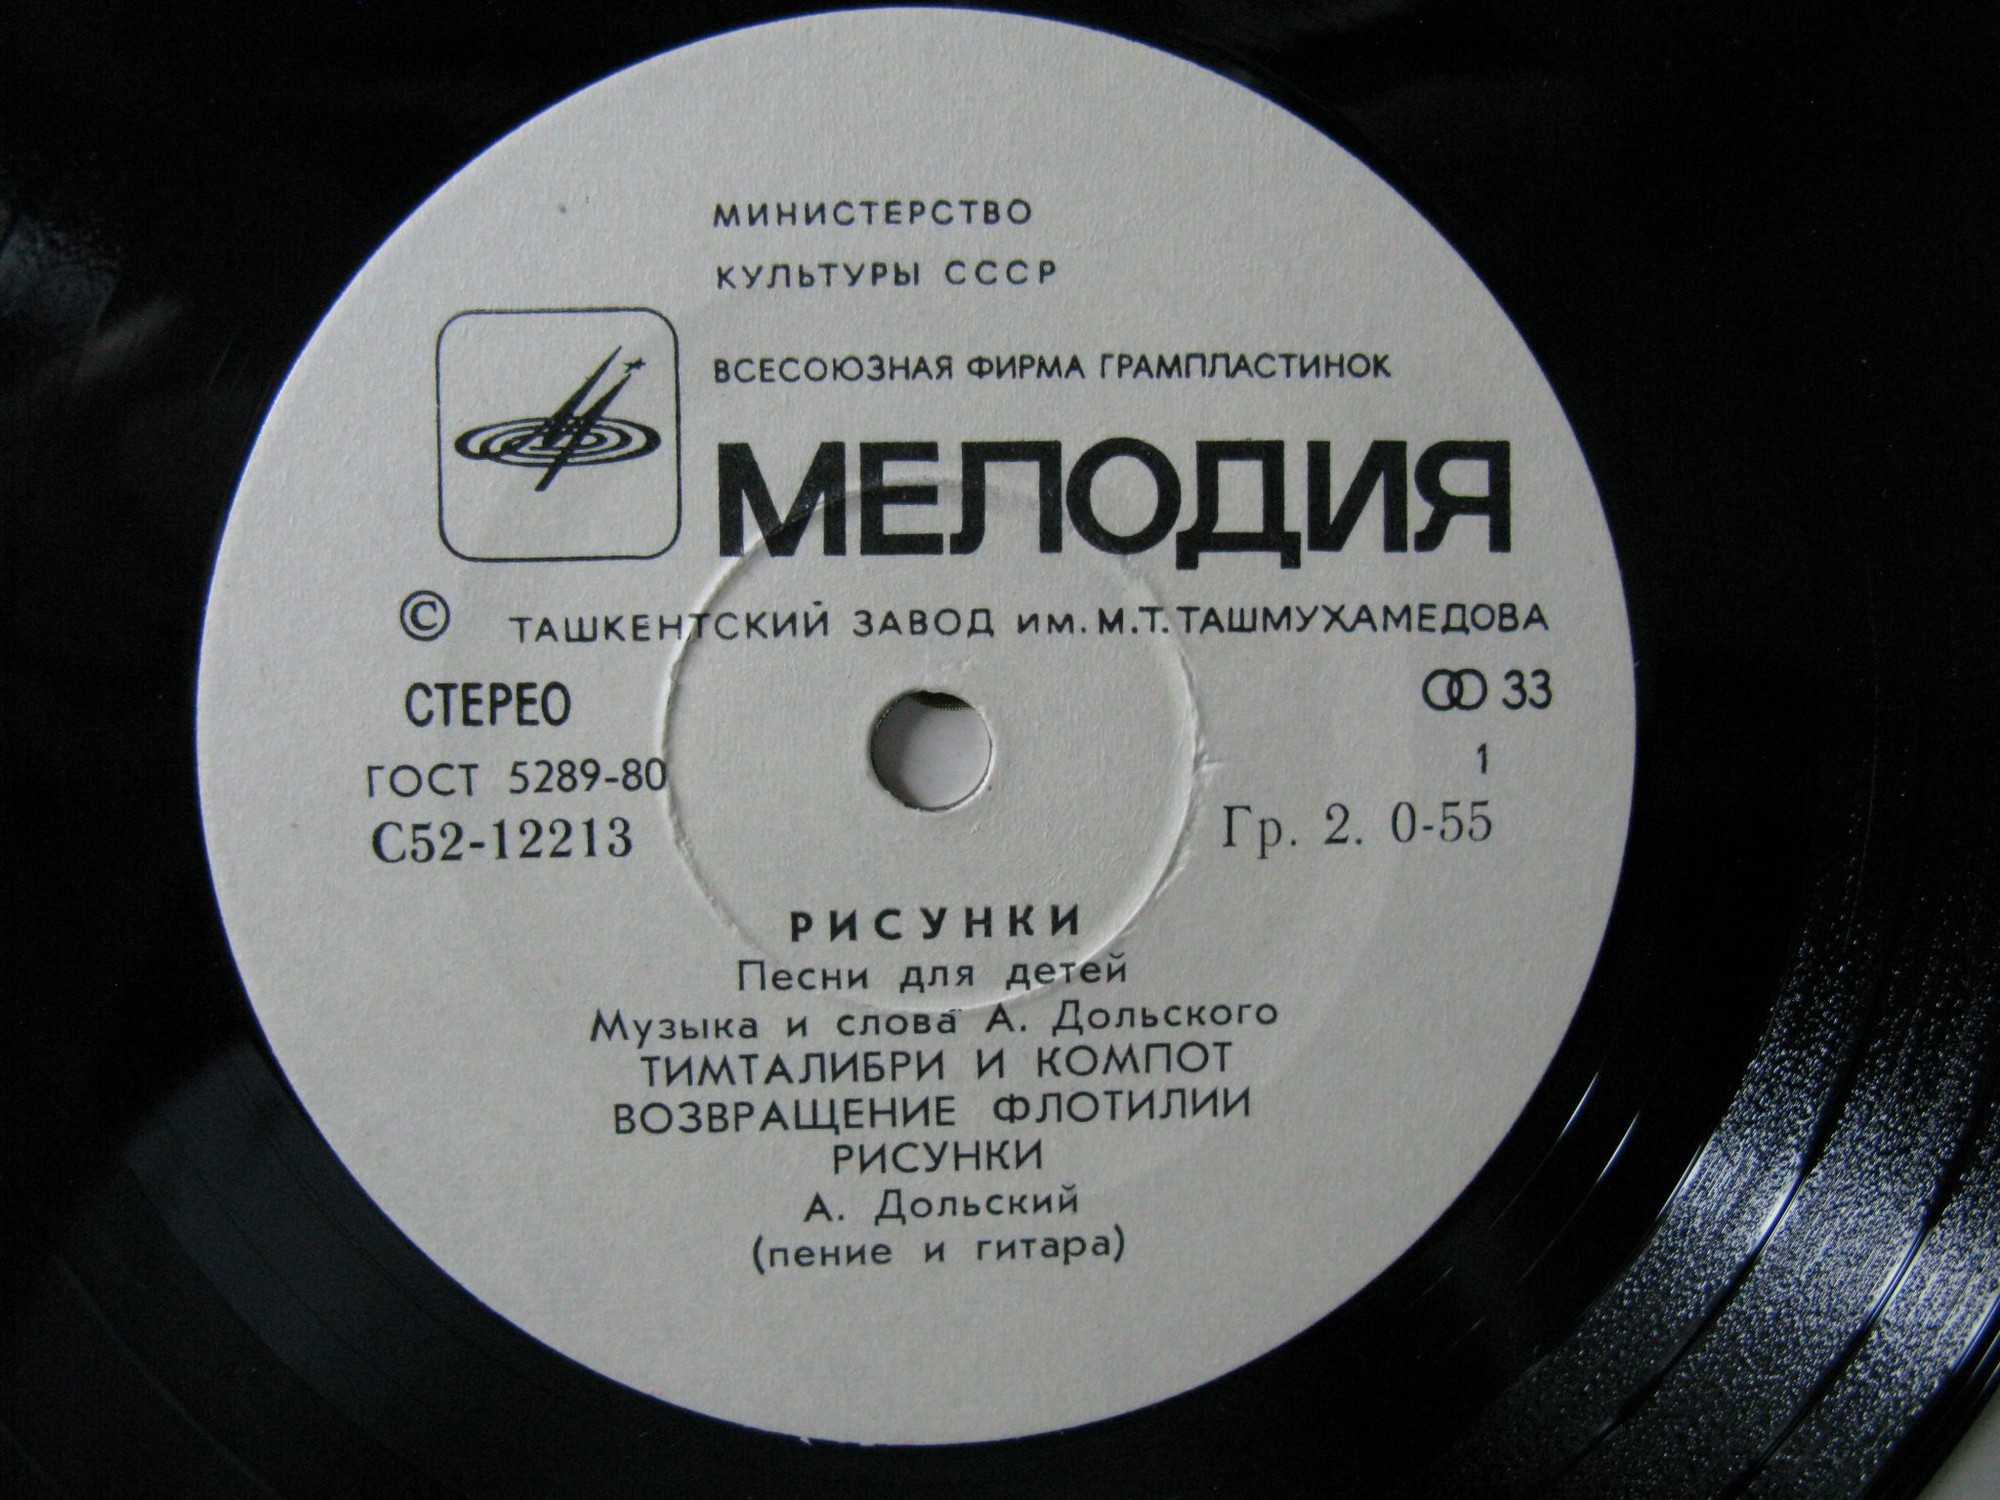 МИНИСТЕРСТВО
КУЛЬТУРЫ СССР
ВСЕСОЮЗНАЯ ФИРМА ГРАМПЛАСТИНОК
МЕЛОДИЯ
© ТАШКЕНТСКИЙ ЗАВОД ИМ. М.Т. ТАШМУХАМЕДОВА
СТЕРЕО
33
ГОСТ 5289-80
1
С52-12213
Гр. 2. 0-55
РИСУНКИ
Песни для детей
Музыка и слова А. Дольского
ТИМТАЛИБРИ И КОМПОТ
ВОЗВРАЩЕНИЕ ФЛОТИЛИИ
РИСУНКИ
А. Дольский
(пение и гитара)